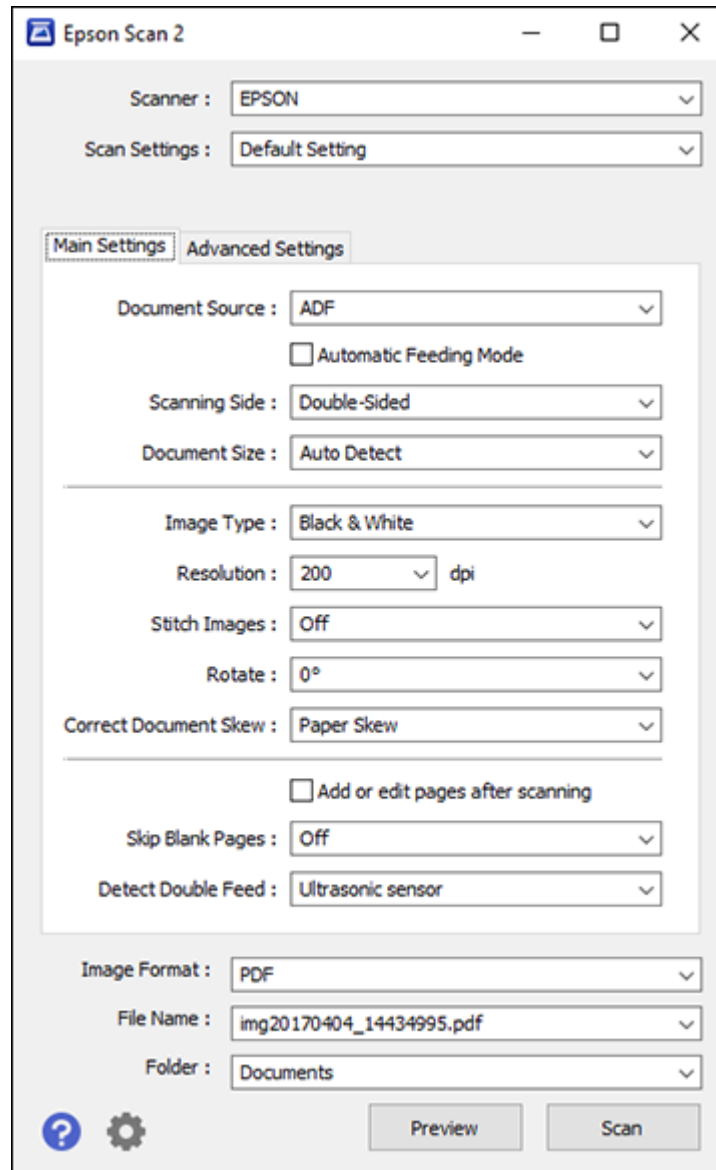 Epson Scan 2
Scanner : EPSON
Scan Settings : Default Setting
Main Settings Advanced Settings
Document Source : ADF
Automatic Feeding Mode
Scanning Side : Double-Sided
Document Size : Auto Detect
Image Type : Black & White
Resolution : 200 dpi
Stitch Images : Off
Rotate : 0°
Correct Document Skew : Paper Skew
Add or edit pages after scanning
Skip Blank Pages : Off
Detect Double Feed : Ultrasonic sensor
Image Format : PDF
File Name : img20170404_14434995.pdf
Folder : Documents
? Preview Scan